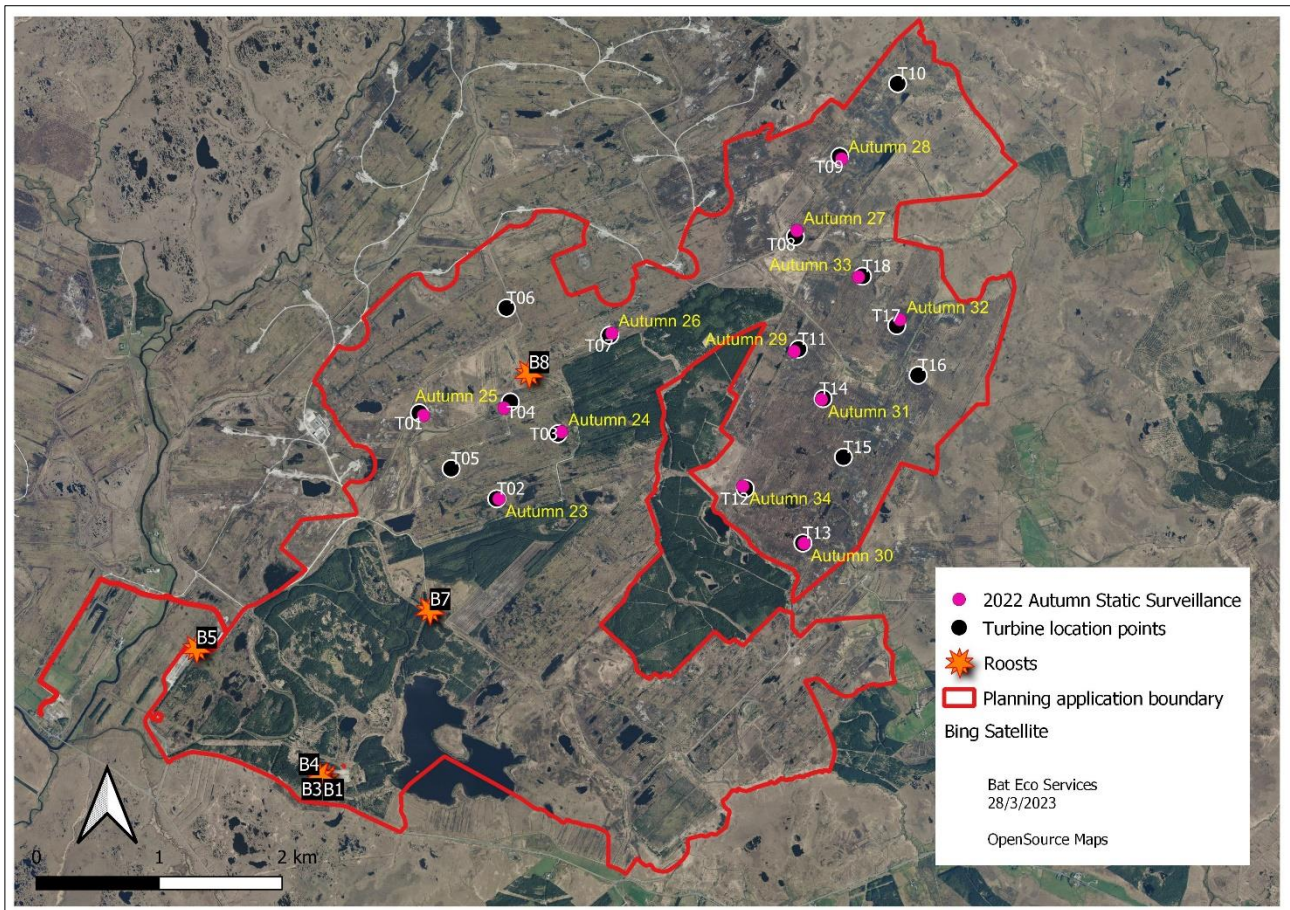 T10
Autumn 28
T09
Autumn 27
T08
Autumn 33
T18
T06
Autumn 32
T17
Autumn 26
T07
Autumn 29
T11
B8
T16
Autumn 25
T01
T04
T14
Autumn 31
Autumn 24
T03
T05
T15
T02
Autumn 23
T12
Autumn 34
T13
Autumn 30
B7
B5
B4
B3
B1
0
1
2 km
2022 Autumn Static Surveillance
Turbine location points
Roosts
Planning application boundary
Bing Satellite
Bat Eco Services
28/3/2023
OpenSource Maps